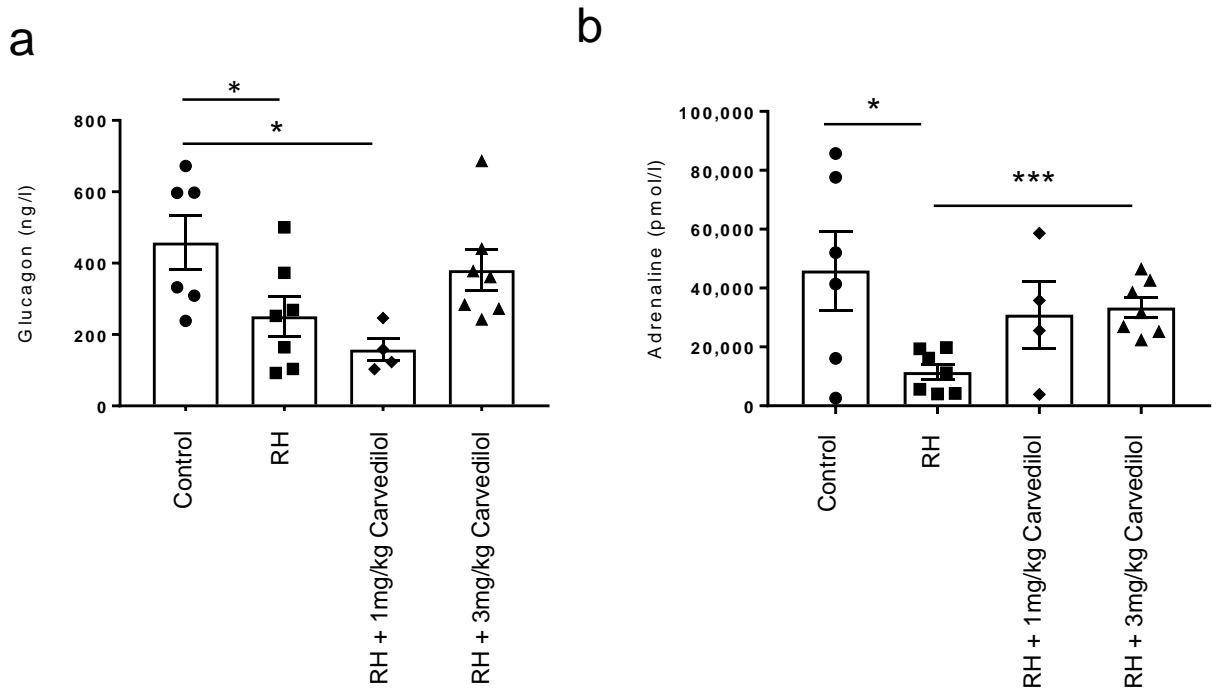 a
*
*
800
600
400
200
0
Glucagon (ng/l)
Control
RH
RH + 1mg/kg Carvedilol
RH + 3mg/kg Carvedilol
b
*
***
100,000
80,000
60,000
40,000
20,000
0
Adrenaline (pmol/l)
Control
RH
RH + 1mg/kg Carvedilol
RH + 3mg/kg Carvedilol